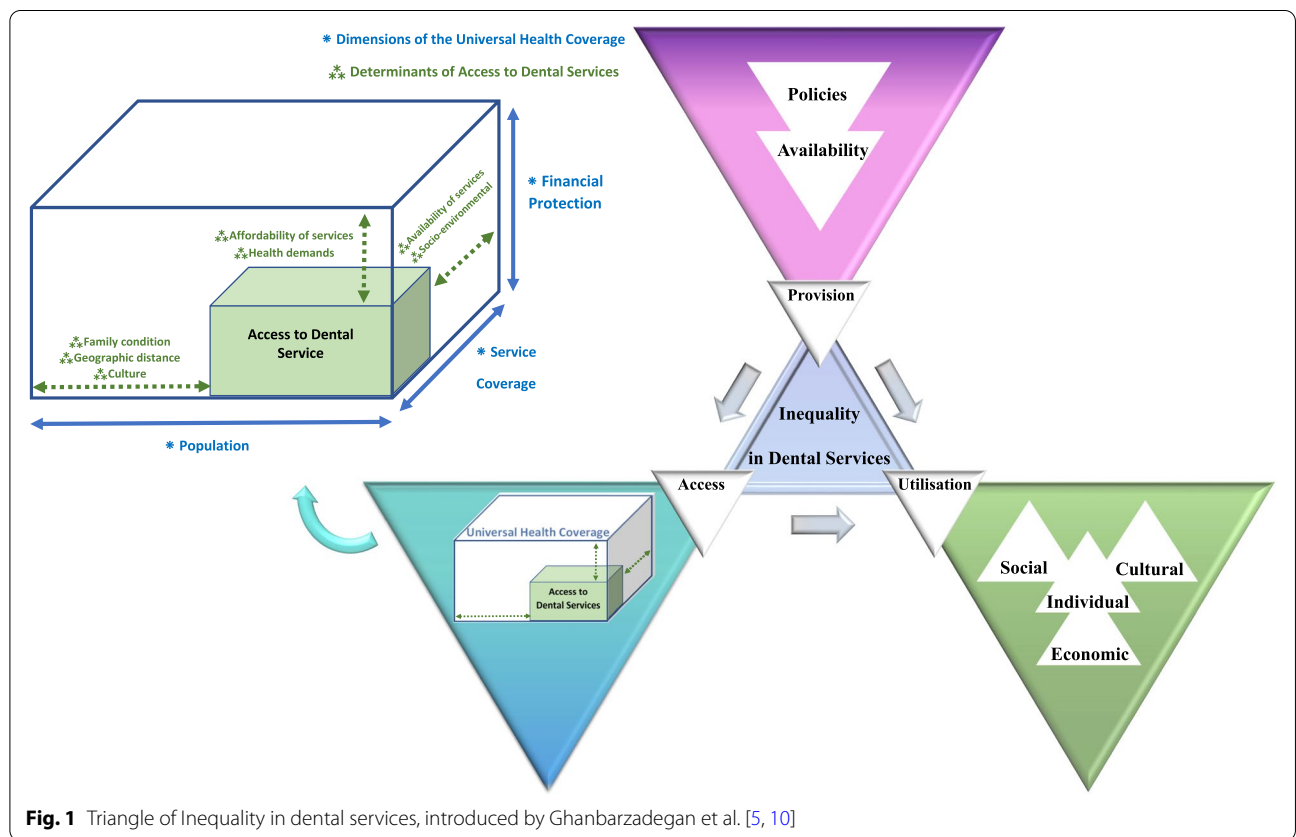 * Dimensions of the Universal Health Coverage
⁂ Determinants of Access to Dental Services
* Financial
Protection
⁂Availability of services
⁂Socio-environmental
⁂Affordability of services
⁂Health demands
Access to Dental
Service
⁂Family condition
⁂Geographic distance
⁂Culture
* Service
Coverage
* Population
Policies
Availability
Provision
Inequality
in Dental Services
Access
Utilisation
Universal Health Coverage
Access to
Dental Services
Social
Cultural
Individual
Economic
Fig. 1 Triangle of Inequality in dental services, introduced by Ghanbarzadegan et al. [5, 10]